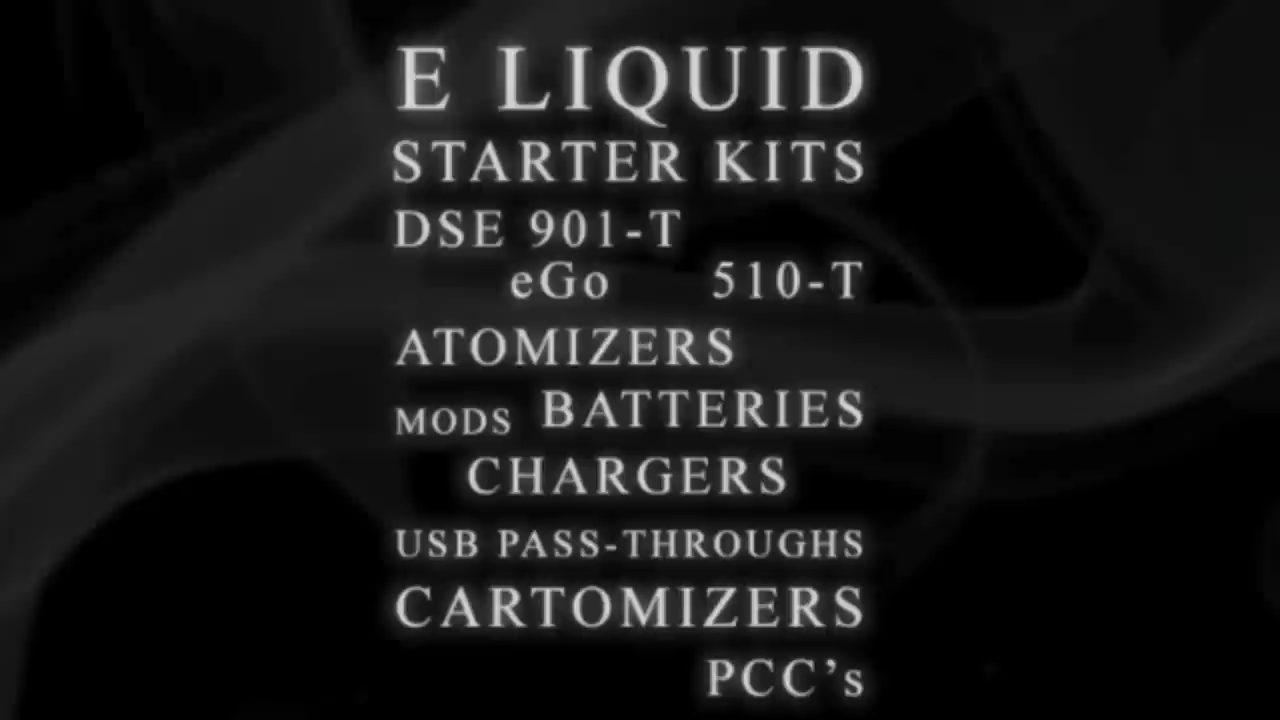 E LIQUID
STARTER KITS
DSE 901-T
eGo 510-T
ATOMIZERS
MODS BATTERIES
CHARGERS
USB PASS-THROUGHS
CARTOMIZERS
PCC’s